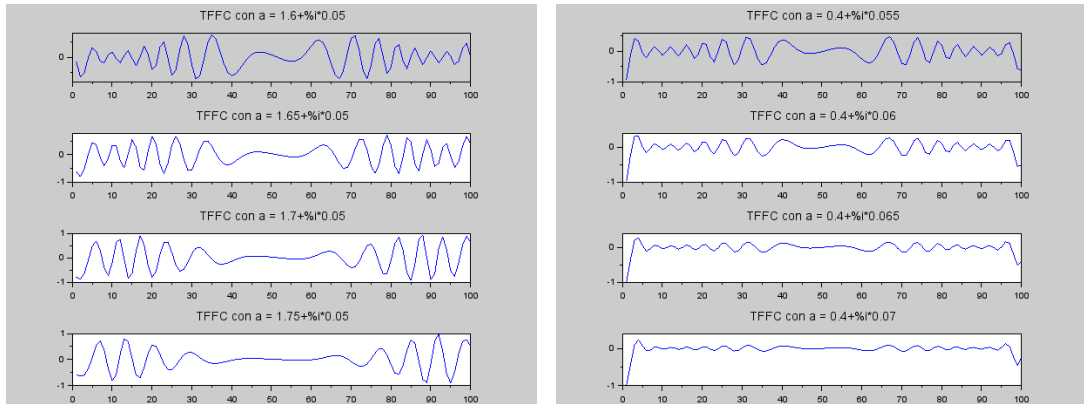 TFFC con a = 1.6+%i*0.05
0
0 10 20 30 40 50 60 70 80 90 100
TFFC con a = 1.65+%i*0.05
0
-1
0 10 20 30 40 50 60 70 80 90 100
TFFC con a = 1.7+%i*0.05
1
0
-1
0 10 20 30 40 50 60 70 80 90 100
TFFC con a = 1.75+%i*0.05
1
0
-1
0 10 20 30 40 50 60 70 80 90 100
TFFC con a = 0.4+%i*0.055
0
-1
0 10 20 30 40 50 60 70 80 90 100
TFFC con a = 0.4+%i*0.06
0
-1
0 10 20 30 40 50 60 70 80 90 100
TFFC con a = 0.4+%i*0.065
0
-1
0 10 20 30 40 50 60 70 80 90 100
TFFC con a = 0.4+%i*0.07
0
-1
0 10 20 30 40 50 60 70 80 90 100